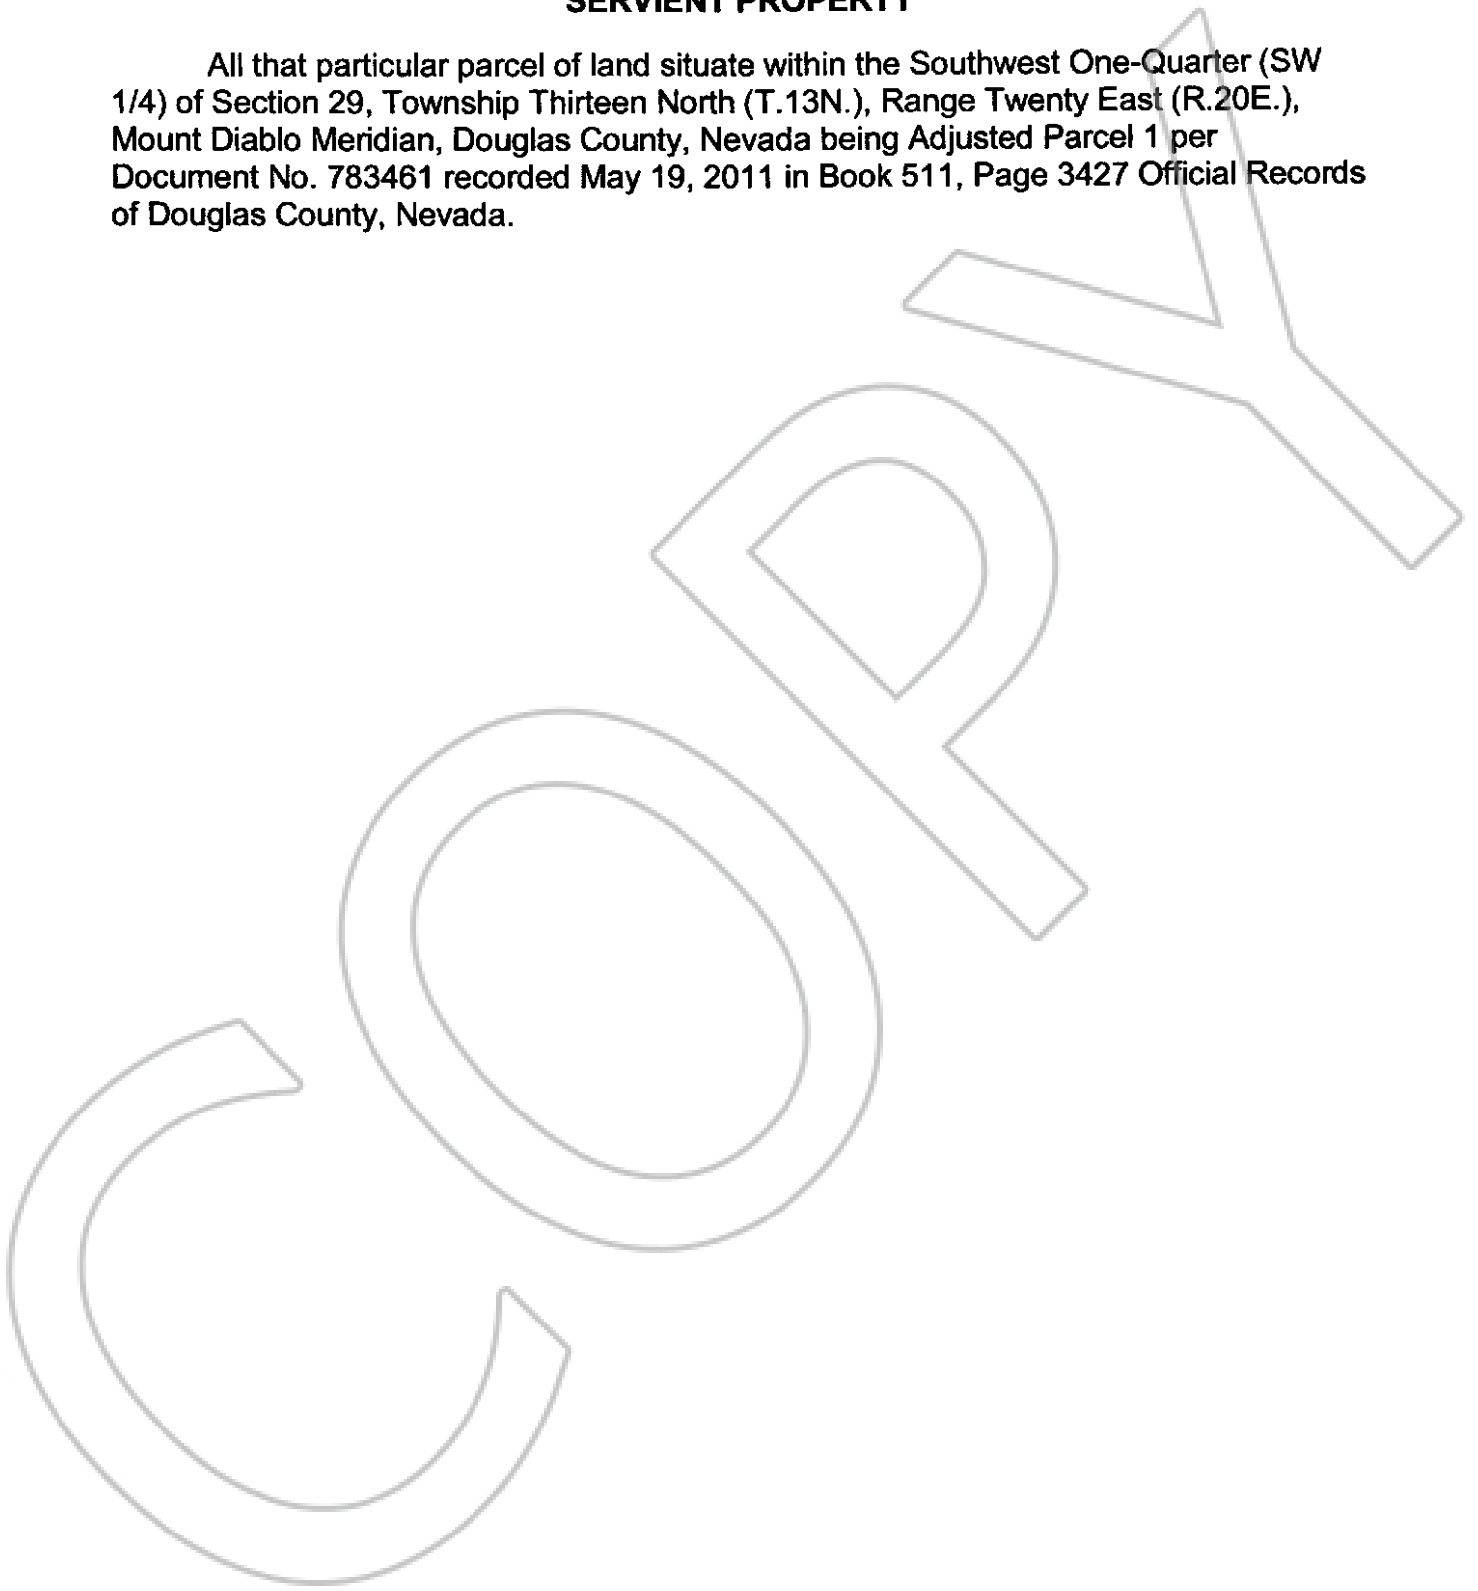 SERVIENT PROPERTY
All that particular parcel of land situate within the Southwest One-Quarter (SW
1/4) of Section 29, Township Thirteen North (T.13N.), Range Twenty East (R.20E.),
Mount Diablo Meridian, Douglas County, Nevada being Adjusted Parcel 1 per
Document No. 783461 recorded May 19, 2011 in Book 511, Page 3427 Official Records
of Douglas County, Nevada.
COPY